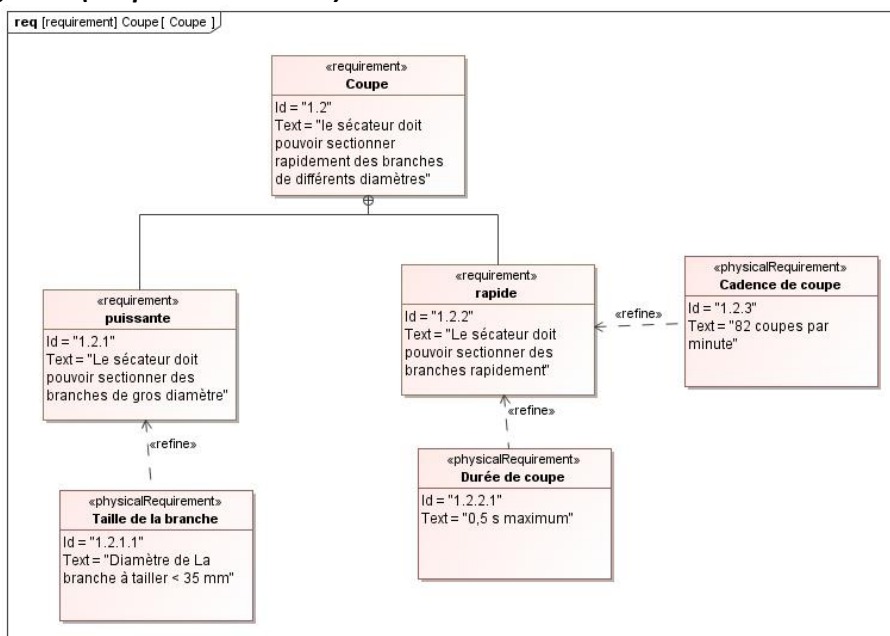 req [requirement] Coupe [ Coupe ]
«requirement»
Coupe
Id = "1.2"
Text = "le sécateur doit
pouvoir sectionner
rapidement des branches
de différents diamètres"
«requirement»
puissante
Id = "1.2.1"
Text = "Le sécateur doit
pouvoir sectionner des
branches de gros diamètre"
«requirement»
rapide
Id = "1.2.2"
Text = "Le sécateur doit
pouvoir sectionner des
branches rapidement"
«refine»
«physicalRequirement»
Cadence de coupe
Id = "1.2.3"
Text = "82 coupes par
minute"
«refine»
«refine»
«physicalRequirement»
Taille de la branche
Id = "1.2.1.1"
Text = "Diamètre de La
branche à tailler < 35 mm"
«physicalRequirement»
Durée de coupe
Id = "1.2.2.1"
Text = "0,5 s maximum"